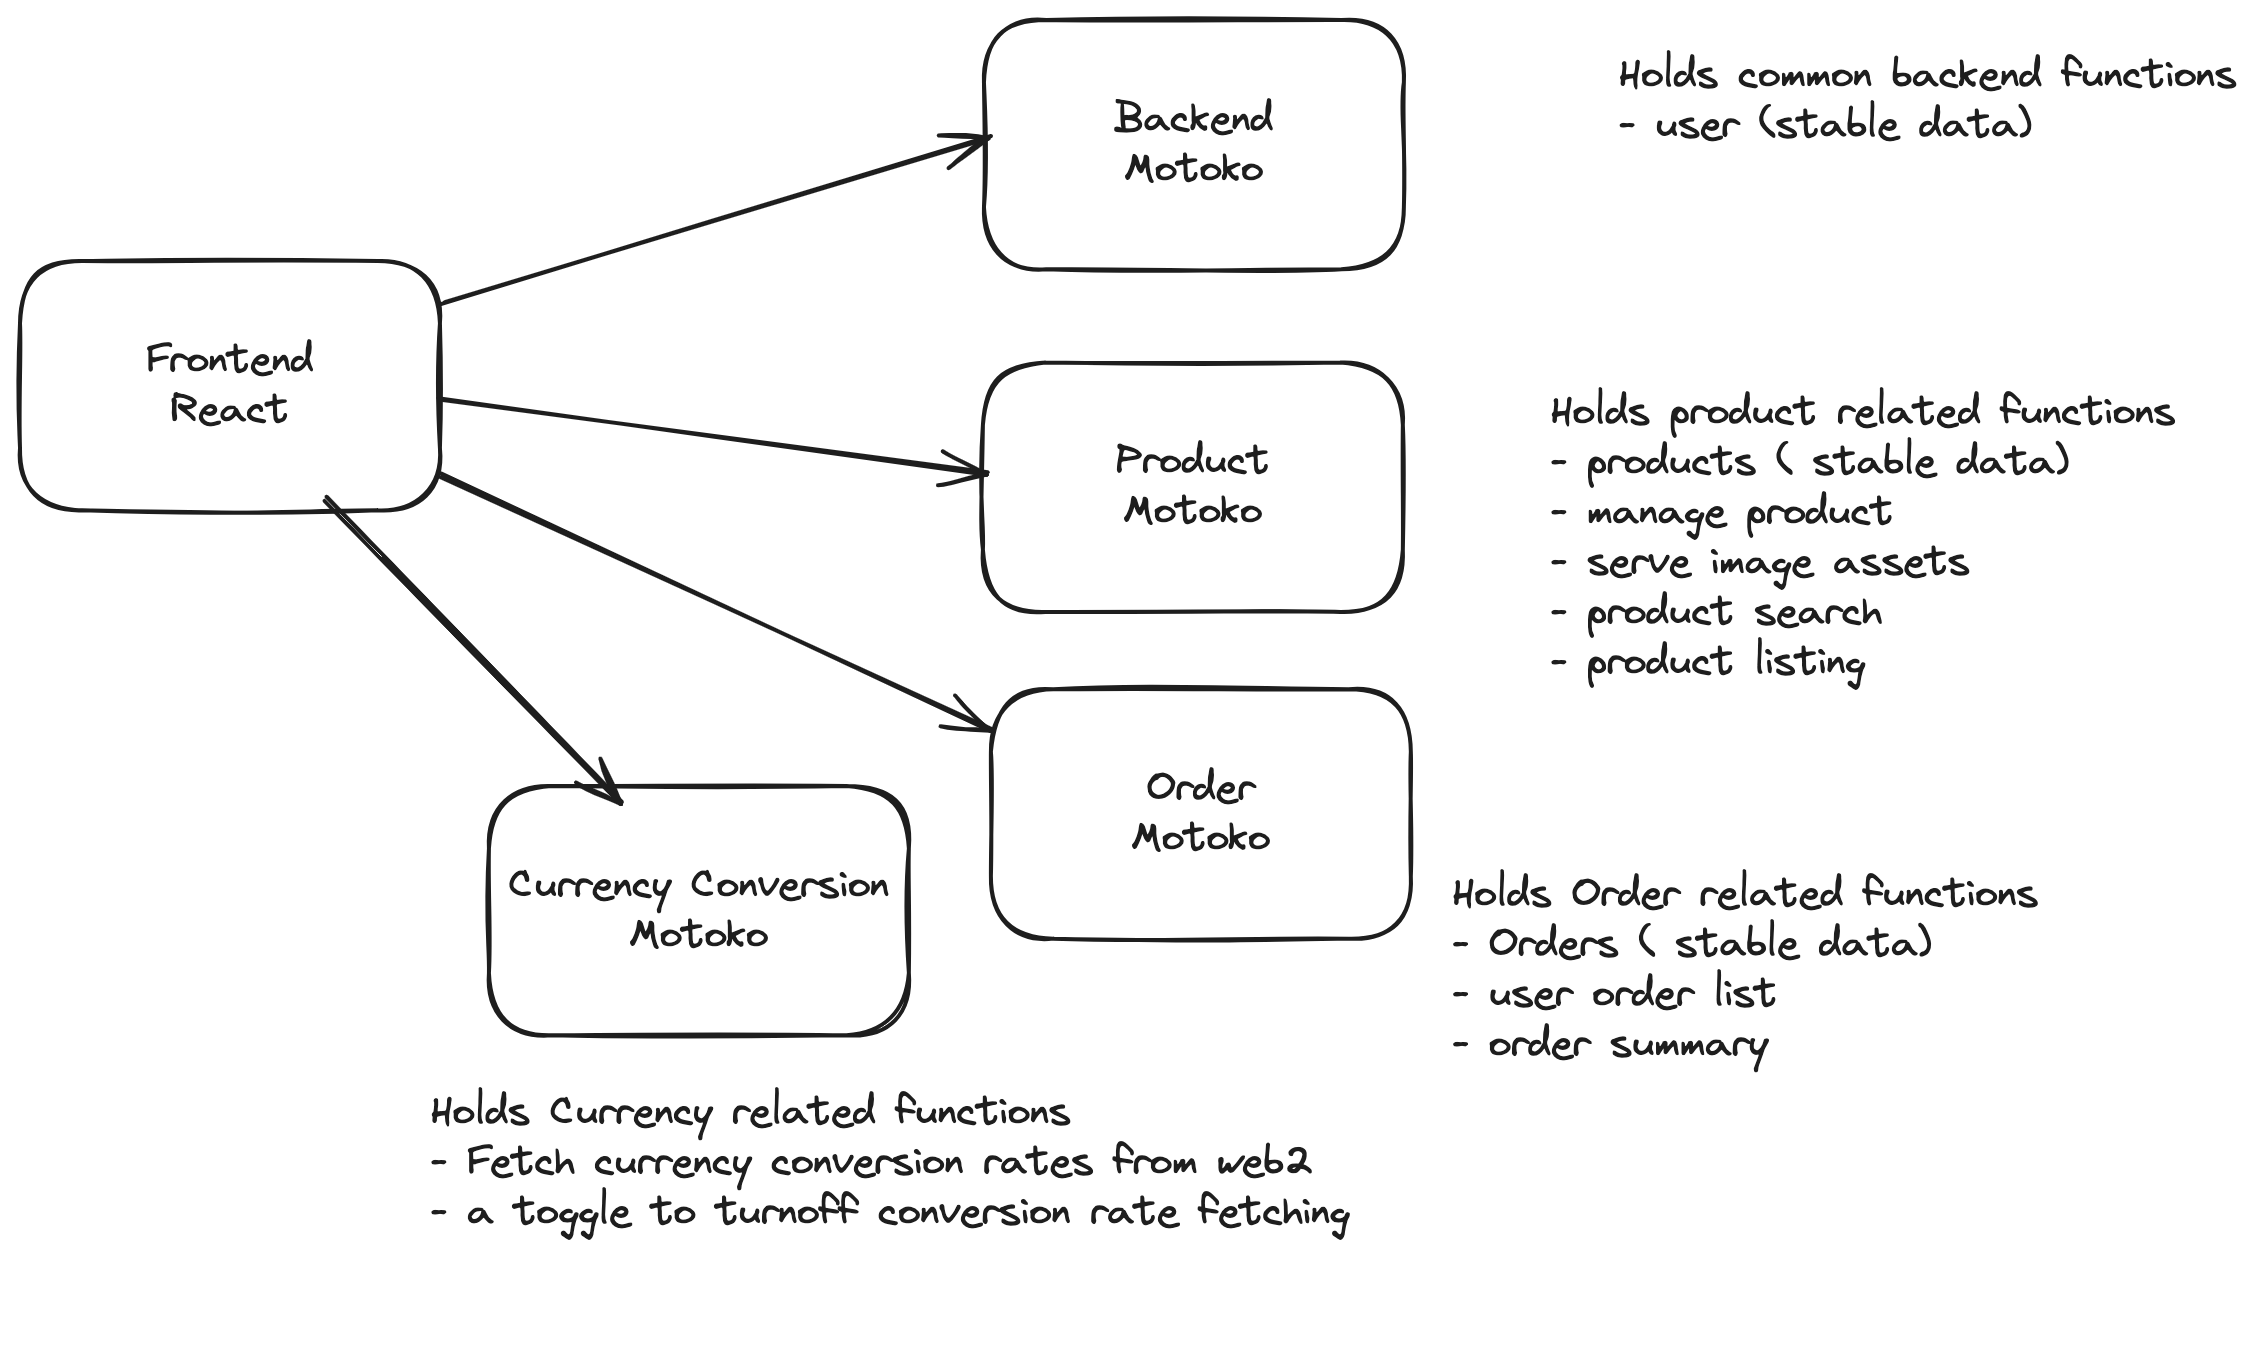 Backend
Motoko
Holds common backend functions
- user (stable data)
Frontend
React
Product
Motoko
Holds product related functions
- products ( stable data)
- manage product
- serve image assets
- product search
- product listing
Order
Motoko
Holds Order related functions
- Orders ( stable data)
- user order list
- order summary
Currency Conversion
Motoko
Holds Currency related functions
- Fetch currency conversion rates from web2
- a toggle to turnoff conversion rate fetching